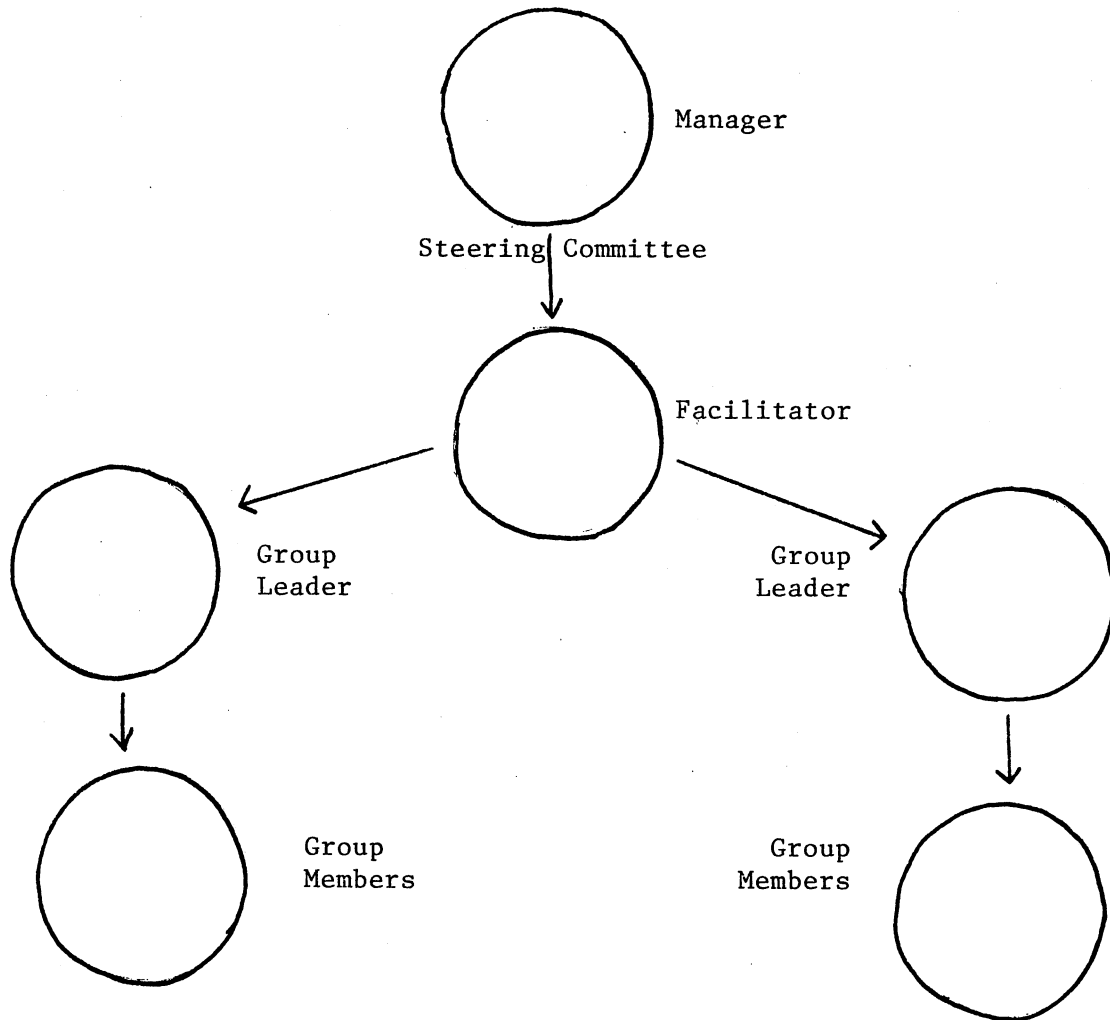 Manager
Steering Committee
Facilitator
Group
Leader
Group
Leader
Group
Members
Group
Members